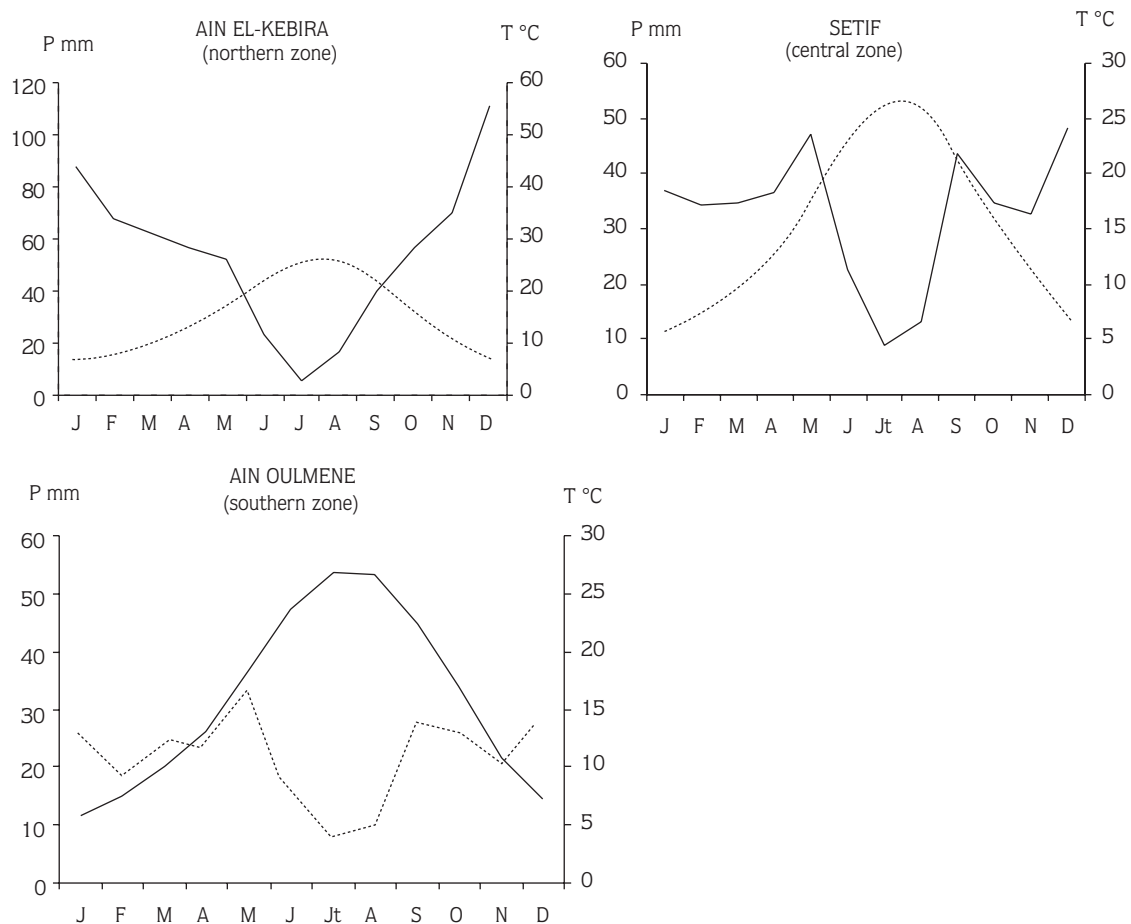 AIN EL-KEBIRA
(northern zone)
P mm
T °C
120
100
80
60
40
20
0
60
50
40
30
20
10
0
J F M A M J J A S O N D
SETIF
(central zone)
P mm
T °C
60
50
40
30
20
10
0
30
25
20
15
10
5
0
J F M A M J Jt A S O N D
AIN OULMENE
(southern zone)
P mm
T °C
60
50
40
30
20
10
0
30
25
20
15
10
5
0
J F M A M J Jt A S O N D